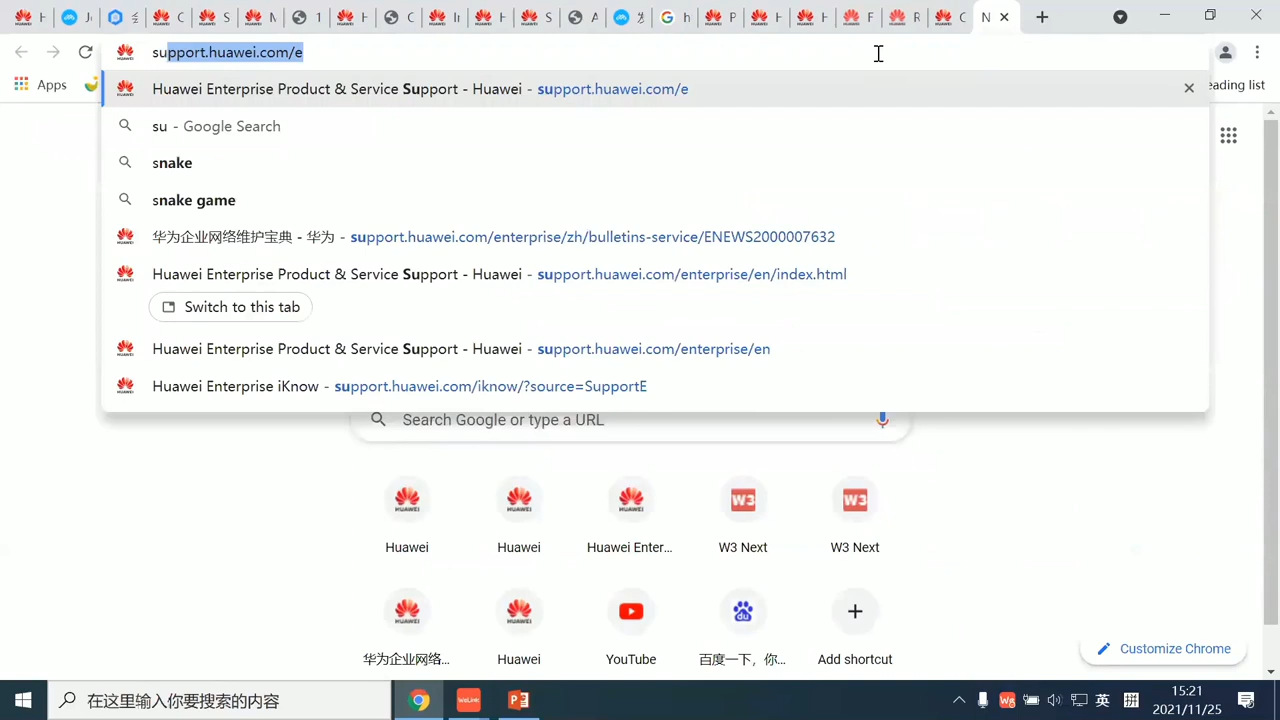 support.huawei.com/e
Apps
Reading list
Huawei Enterprise Product & Service Support - Huawei - support.huawei.com/e
su - Google Search
snake
snake game
华为企业网络维护宝典 - 华为 - support.huawei.com/enterprise/zh/bulletins-service/ENEWS2000007632
Huawei Enterprise Product & Service Support - Huawei - support.huawei.com/enterprise/en/index.html
Switch to this tab
Huawei Enterprise Product & Service Support - Huawei - support.huawei.com/enterprise/en
Huawei Enterprise iKnow - support.huawei.com/iknow/?source=SupportE
Search Google or type a URL
Huawei
Huawei
Huawei Enter...
W3 Next
W3 Next
华为企业网络...
Huawei
YouTube
百度一下，你...
Add shortcut
Customize Chrome
在这里输入你要搜索的内容
英
拼
15:21
2021/11/25